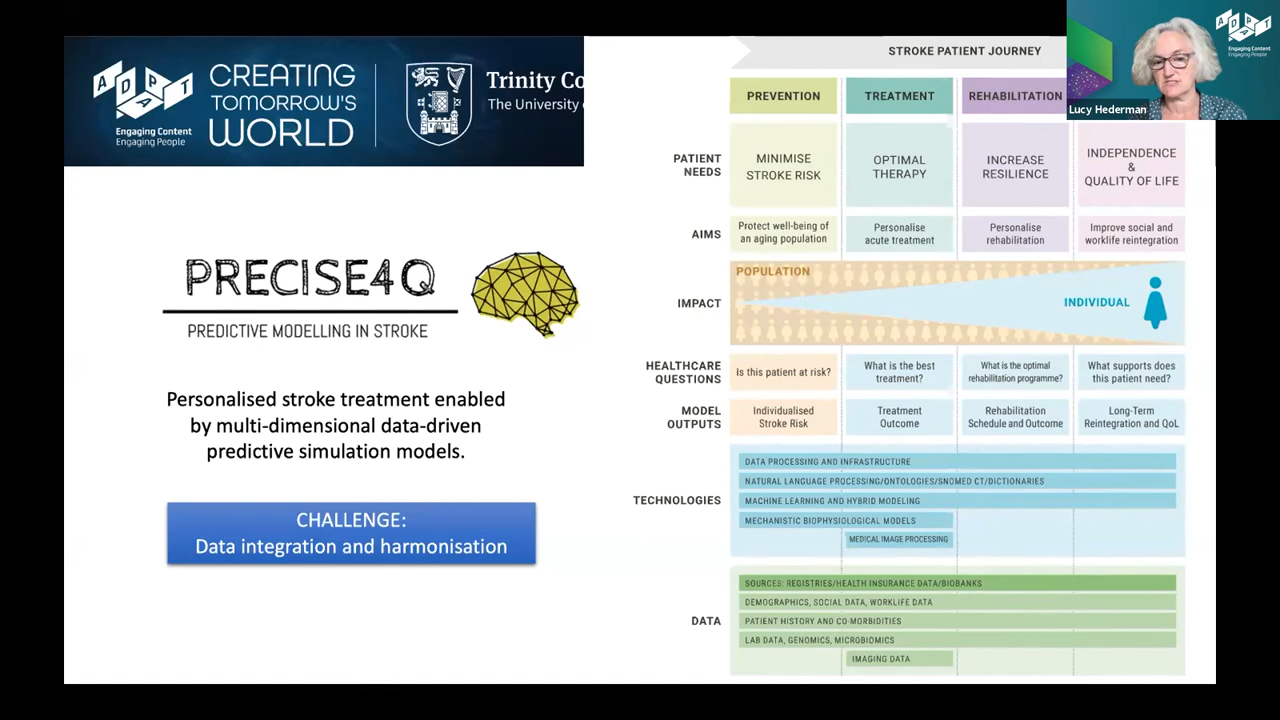 ADAPT
Engaging Content
Engaging People
CREATING
TOMORROW'S
WORLD
Trinity Co
The University
PRECISE4Q
PREDICTIVE MODELLING IN STROKE
Personalised stroke treatment enabled
by multi-dimensional data-driven
predictive simulation models.
CHALLENGE:
Data integration and harmonisation
STROKE PATIENT JOURNEY
PREVENTION
TREATMENT
REHABILITATION
PATIENT
NEEDS
MINIMISE
STROKE RISK
OPTIMAL
THERAPY
INCREASE
RESILIENCE
INDEPENDENCE
&
QUALITY OF LIFE
AIMS
Protect well-being of
an aging population
Personalise
acute treatment
Personalise
rehabilitation
Improve social and
worklife reintegration
IMPACT
POPULATION
INDIVIDUAL
HEALTHCARE
QUESTIONS
Is this patient at risk?
What is the best
treatment?
What is the optimal
rehabilitation programme?
What supports does
this patient need?
MODEL
OUTPUTS
Individualised
Stroke Risk
Treatment
Outcome
Rehabilitation
Schedule and Outcome
Long-Term
Reintegration and QoL
TECHNOLOGIES
DATA PROCESSING AND INFRASTRUCTURE
NATURAL LANGUAGE PROCESSING/ONTOLOGIES/SNOMED CT/DICTIONARIES
MACHINE LEARNING AND HYBRID MODELING
MECHANISTIC BIOPHYSIOLOGICAL MODELS
MEDICAL IMAGE PROCESSING
DATA
SOURCES: REGISTRIES/HEALTH INSURANCE DATA/BIOBANKS
DEMOGRAPHICS, SOCIAL DATA, WORKLIFE DATA
PATIENT HISTORY AND CO-MORBIDITIES
LAB DATA, GENOMICS, MICROBIOMICS
IMAGING DATA
ADAPT
Engaging Content
Engaging People
Lucy Hederman